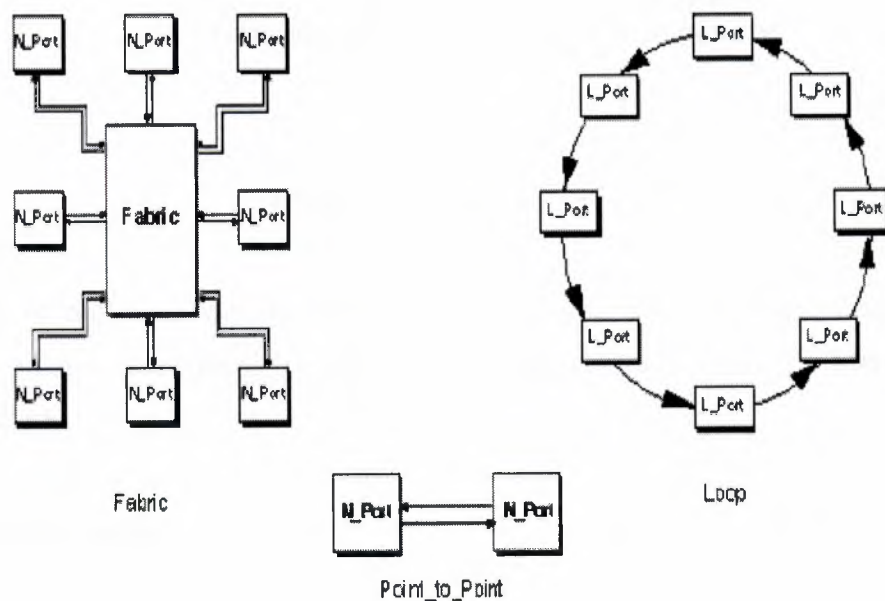 N_Port N_Port N_Port
N_Port Fabric N_Port
N_Port N_Port N_Port
Fabric
L_Port
L_Port L_Port
L_Port L_Port
L_Port L_Port
L_Port
Loop
N_Port N_Port
Point_to_Point